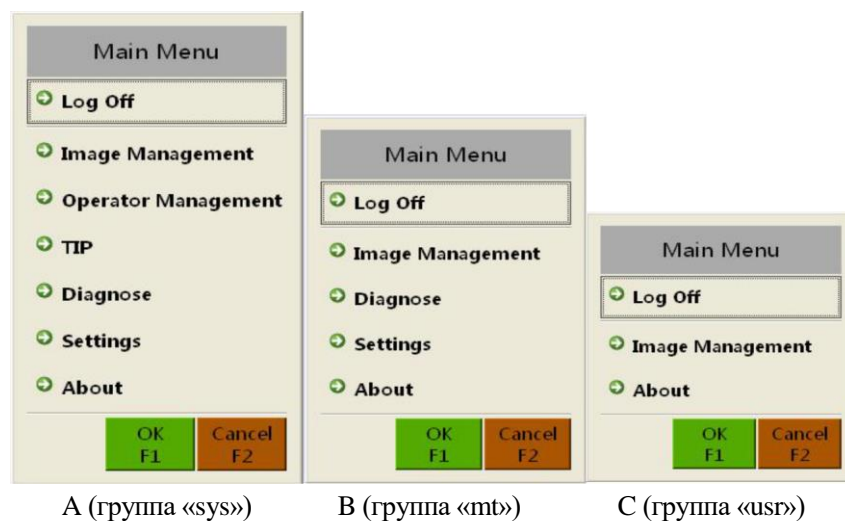 Main Menu
Log Off
Image Management
Operator Management
TIP
Diagnose
Settings
About
OK
F1
Cancel
F2
Main Menu
Log Off
Image Management
Diagnose
Settings
About
OK
F1
Cancel
F2
Main Menu
Log Off
Image Management
About
OK
F1
Cancel
F2
A (группа «sys»)
B (группа «mt»)
C (группа «usr»)